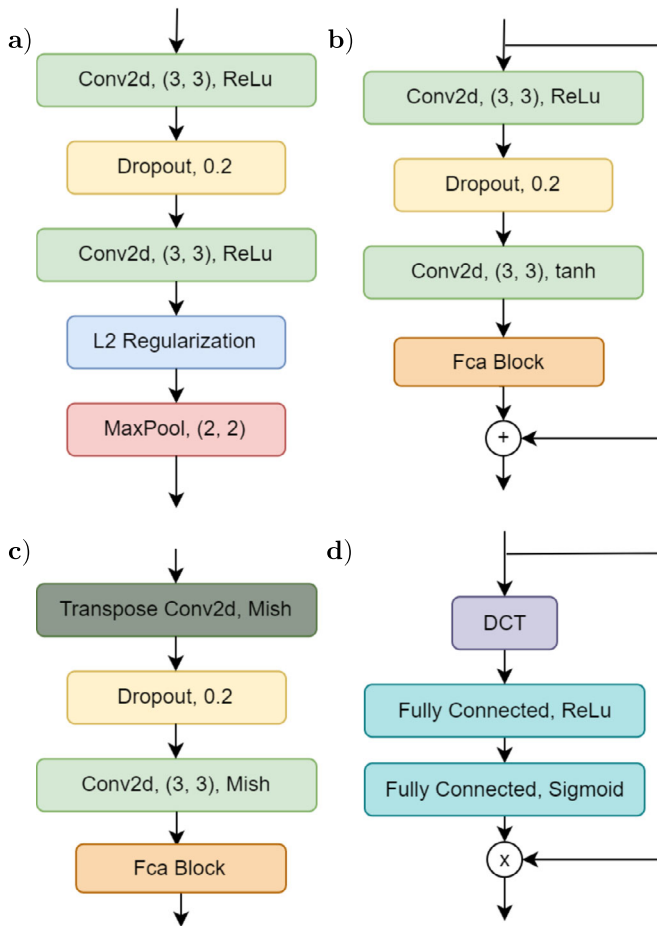 a)
Conv2d, (3, 3), ReLu
Dropout, 0.2
Conv2d, (3, 3), ReLu
L2 Regularization
MaxPool, (2, 2)
b)
Conv2d, (3, 3), ReLu
Dropout, 0.2
Conv2d, (3, 3), tanh
Fca Block
+
c)
Transpose Conv2d, Mish
Dropout, 0.2
Conv2d, (3, 3), Mish
Fca Block
d)
DCT
Fully Connected, ReLu
Fully Connected, Sigmoid
x